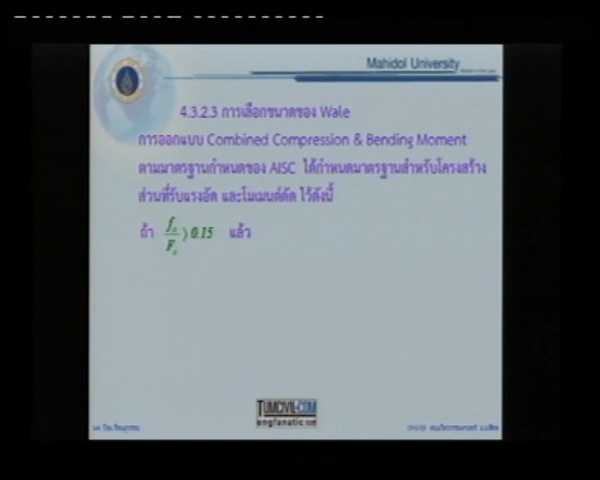 Mahidol University
4.3.2.3 การเลือกขนาดของ Wale
การออกแบบ Combined Compression & Bending Moment
ตามมาตรฐานกำหนดของ AISC ได้กำหนดมาตรฐานสำหรับโครงสร้าง
ส่วนที่รับแรงอัด และโมเมนต์ดัด ไว้ดังนี้
ถ้า fc/Fc ⟩ 0.15 แล้ว
TUMCIVIL.COM
engfanatic